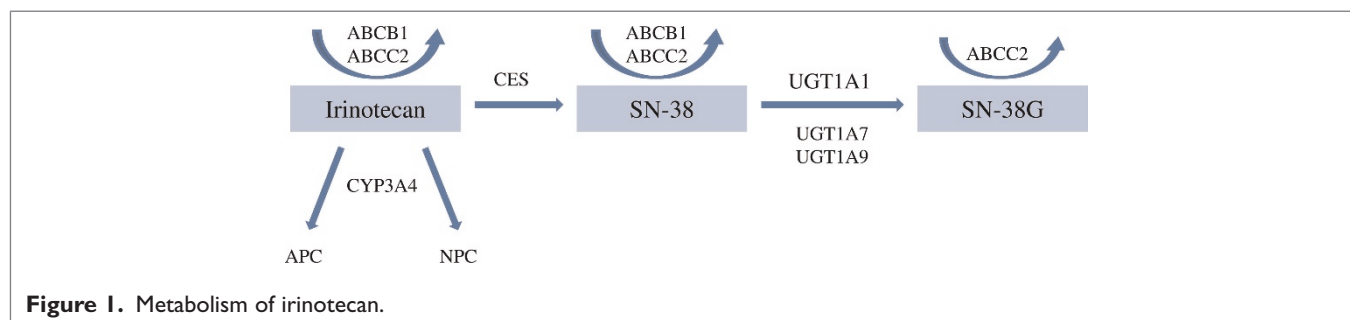 ABCB1
ABCC2
ABCB1
ABCC2
ABCC2
CES
UGT1A1
Irinotecan
SN-38
SN-38G
UGT1A7
UGT1A9
CYP3A4
APC
NPC
Figure 1. Metabolism of irinotecan.